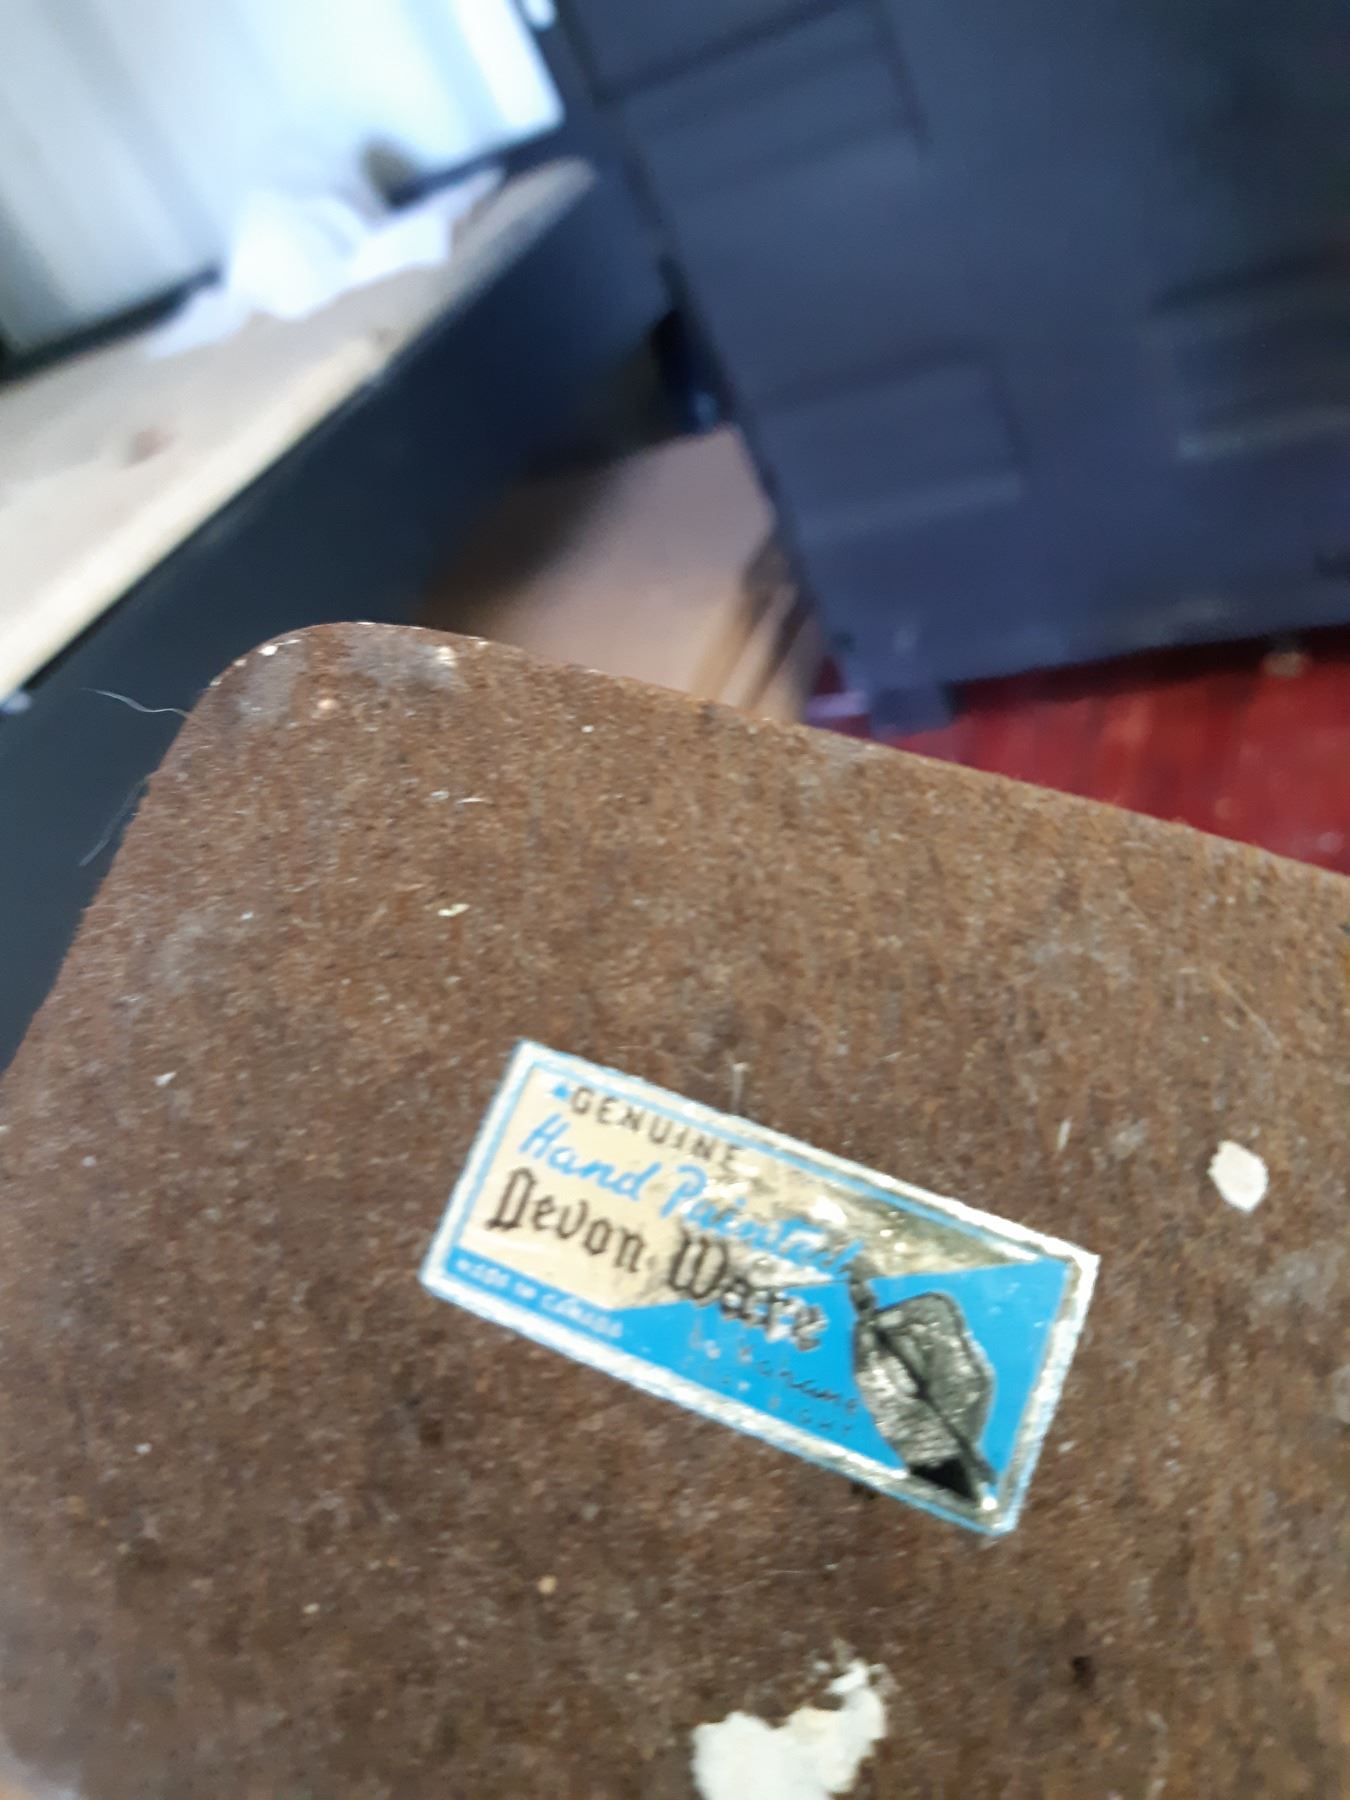 GENUINE
Hand Painted
Devon Ware
MADE IN CANADA